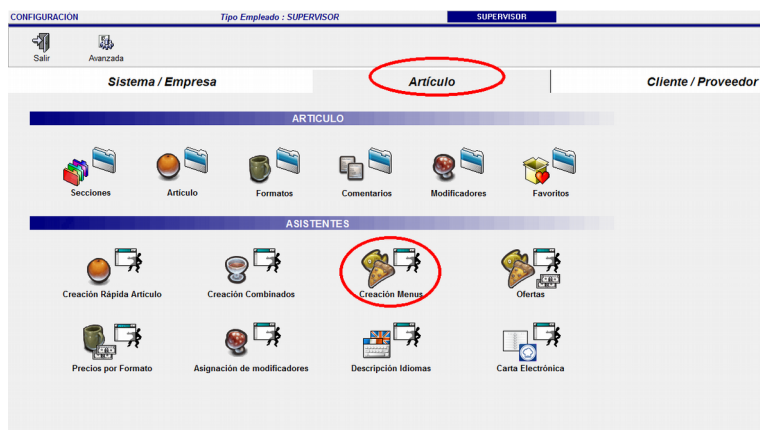 CONFIGURACIÓN Tipo Empleado : SUPERVISOR SUPERVISOR
Salir Avanzada
Sistema / Empresa Artículo Cliente / Proveedor
ARTICULO
Secciones Artículo Formatos Comentarios Modificadores Favoritos
ASISTENTES
Creación Rápida Artículo Creación Combinados Creación Menus Ofertas
Precios por Formato Asignación de modificadores Descripción Idiomas Carta Electrónica